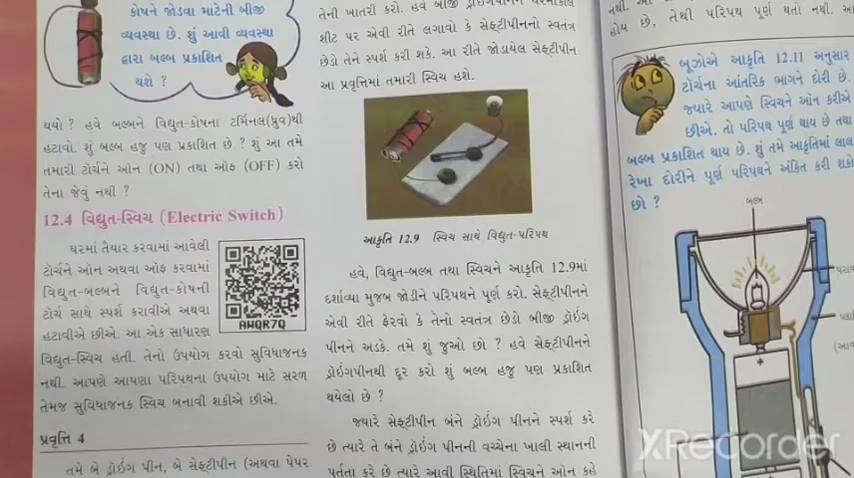 કોષને જોડવા માટેની બીજી
વ્યવસ્થા છે. શું આવી વ્યવસ્થા
દ્વારા બલ્બ પ્રકાશિત
થશે ?
થયો ? હવે બલ્બને વિદ્યુત-કોષના ટર્મિનલ(ધ્રુવ)થી
હટાવો. શું બલ્બ હજુ પણ પ્રકાશિત છે ? શું આ તમે
તમારી ટૉર્ચને ઑન (ON) તથા ઑફ (OFF) કરો
તેના જેવું નથી ?
12.4 વિદ્યુત-સ્વિચ (Electric Switch)
ઘરમાં તૈયાર કરવામાં આવેલી
ટૉર્ચને ઑન અથવા ઑફ કરવામાં
વિદ્યુત-બલ્બને વિદ્યુત-કોષની
ટૉર્ચ સાથે સ્પર્શ કરાવીએ અથવા
હટાવીએ છીએ. આ એક સાધારણ
AWQR7Q
વિદ્યુત-સ્વિચ હતી. તેનો ઉપયોગ કરવો સુવિધાજનક
નથી. આપણે આપણા પરિપથના ઉપયોગ માટે સરળ
તેમજ સુવિધાજનક સ્વિચ બનાવી શકીએ છીએ.
પ્રવૃત્તિ 4
તમે બે ડ્રોઇંગ પીન, બે સેફ્ટીપીન (અથવા પેપર
તેની ખાતરી કરો. હવે બીજી
શીટ પર એવી રીતે લગાવો કે સેફ્ટીપીનનો સ્વતંત્ર
છેડો તેને સ્પર્શ કરી શકે. આ રીતે જોડાયેલ સેફ્ટીપીન
આ પ્રવૃત્તિમાં તમારી સ્વિચ હશે.
આકૃતિ 12.9 સ્વિચ સાથે વિદ્યુત-પરિપથ
હવે, વિદ્યુત-બલ્બ તથા સ્વિચને આકૃતિ 12.9માં
દર્શાવ્યા મુજબ જોડીને પરિપથને પૂર્ણ કરો. સેફ્ટીપીનને
એવી રીતે ફેરવો કે તેનો સ્વતંત્ર છેડો બીજી ડ્રોઇંગ
પીનને અડકે. તમે શું જુઓ છો ? હવે સેફ્ટીપીનને
ડ્રોઇંગપીનથી દૂર કરો શું બલ્બ હજુ પણ પ્રકાશિત
થયેલો છે ?
જ્યારે સેફ્ટીપીન બંને ડ્રોઇંગ પીનને સ્પર્શ કરે
છે ત્યારે તે બંને ડ્રોઇંગ પીનની વચ્ચેના ખાલી સ્થાનની
પર્તતા કરે છે ત્યારે આવી સ્થિતિમાં સ્વિચને ઑન કહે
હોય છે, તેથી પરિપથ પૂર્ણ થતો નથી.
બૂઝોએ આકૃતિ 12.11 અનુસાર
ટૉર્ચના આંતરિક ભાગને દોરી છે.
જ્યારે આપણે સ્વિચને ઑન કરીએ
છીએ. તો પરિપથ પૂર્ણ થાય છે તથા
બલ્બ પ્રકાશિત થાય છે. શું તમે આકૃતિમાં લાલ
રેખા દોરીને પૂર્ણ પરિપથને અંકિત કરી શકો
છો ?
બલ્બ
XRecorder